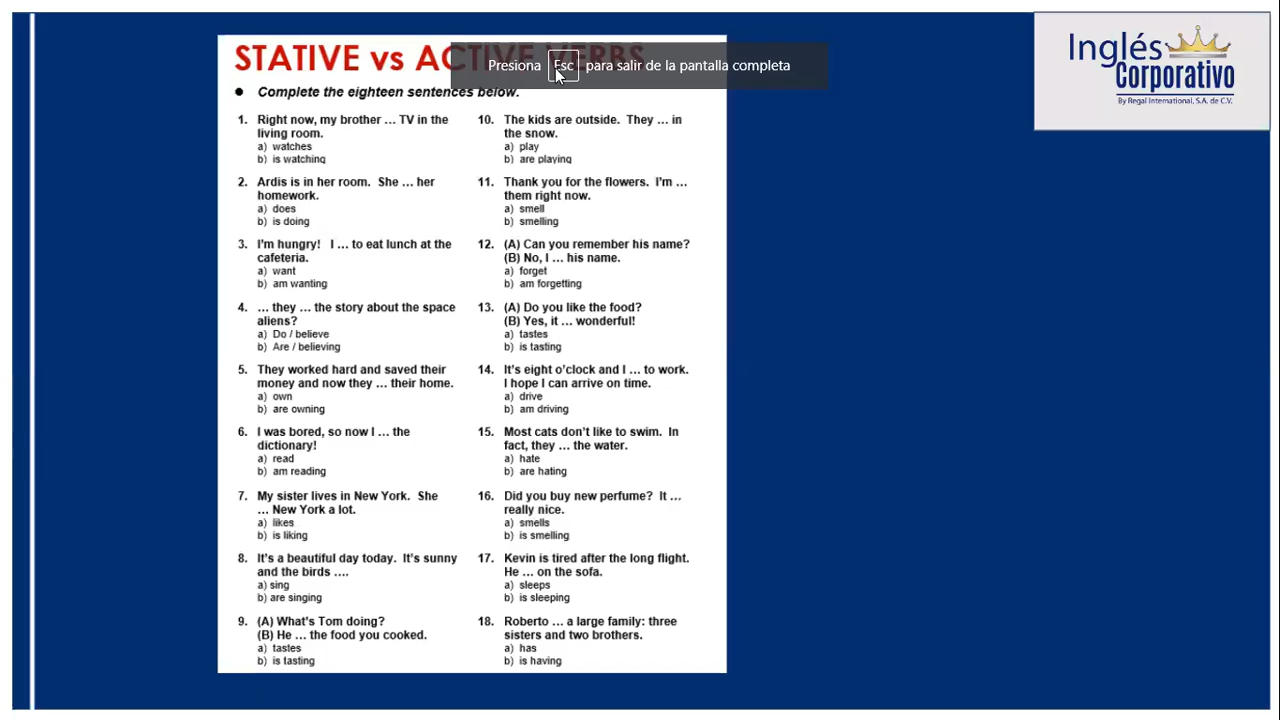 STATIVE vs ACTIVE VERBS
Presiona Esc para salir de la pantalla completa
Inglés
Corporativo
By Regal International, S.A. de C.V.
● Complete the eighteen sentences below.
1. Right now, my brother … TV in the
living room.
a) watches
b) is watching
2. Ardis is in her room. She … her
homework.
a) does
b) is doing
3. I'm hungry! I … to eat lunch at the
cafeteria.
a) want
b) am wanting
4. … they … the story about the space
aliens?
a) Do / believe
b) Are / believing
5. They worked hard and saved their
money and now they … their home.
a) own
b) are owning
6. I was bored, so now I … the
dictionary!
a) read
b) am reading
7. My sister lives in New York. She
… New York a lot.
a) likes
b) is liking
8. It's a beautiful day today. It's sunny
and the birds ….
a) sing
b) are singing
9. (A) What's Tom doing?
(B) He … the food you cooked.
a) tastes
b) is tasting
10. The kids are outside. They … in
the snow.
a) play
b) are playing
11. Thank you for the flowers. I'm …
them right now.
a) smell
b) smelling
12. (A) Can you remember his name?
(B) No, I … his name.
a) forget
b) am forgetting
13. (A) Do you like the food?
(B) Yes, it … wonderful!
a) tastes
b) is tasting
14. It's eight o'clock and I … to work.
I hope I can arrive on time.
a) drive
b) am driving
15. Most cats don't like to swim. In
fact, they … the water.
a) hate
b) are hating
16. Did you buy new perfume? It …
really nice.
a) smells
b) is smelling
17. Kevin is tired after the long flight.
He … on the sofa.
a) sleeps
b) is sleeping
18. Roberto … a large family: three
sisters and two brothers.
a) has
b) is having